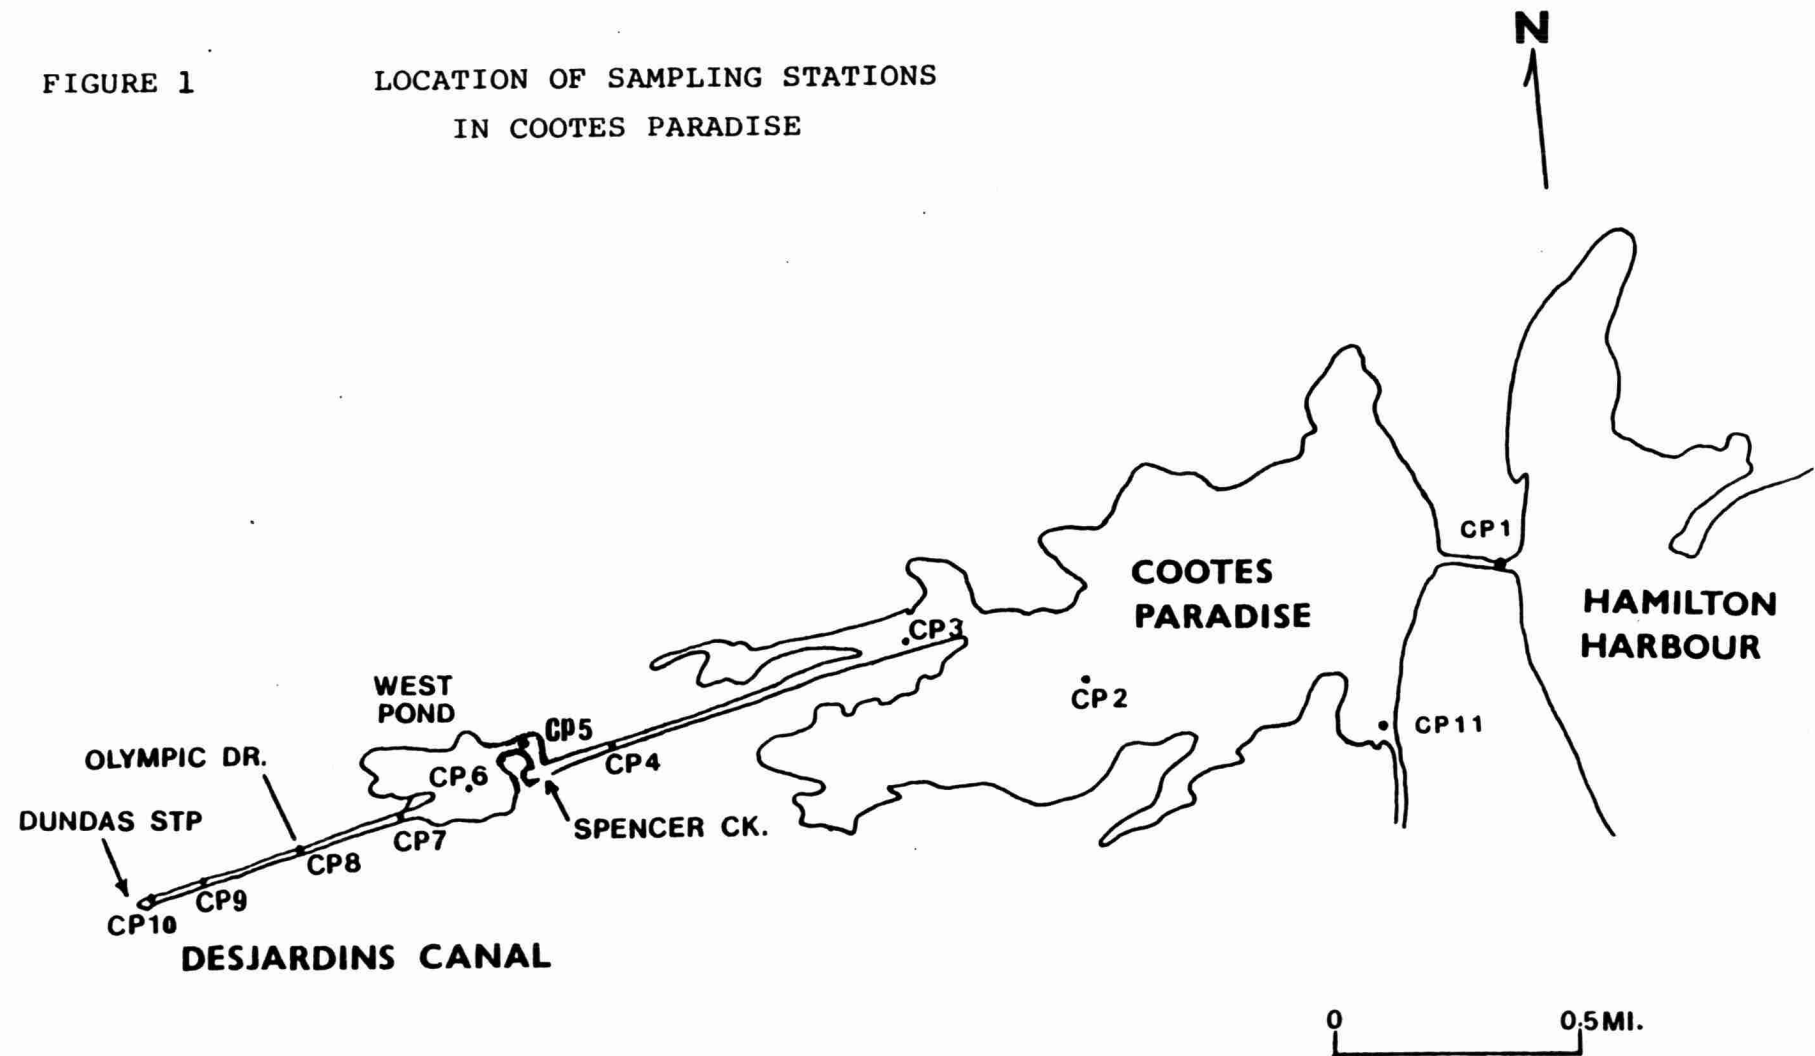 N
FIGURE 1 LOCATION OF SAMPLING STATIONS
IN COOTES PARADISE
CP1
COOTES
PARADISE
HAMILTON
HARBOUR
CP3
CP2
CP11
WEST
POND
CP5
CP4
CP6
OLYMPIC DR.
DUNDAS STP
SPENCER CK.
CP7
CP8
CP9
CP10
DESJARDINS CANAL
0 0.5MI.